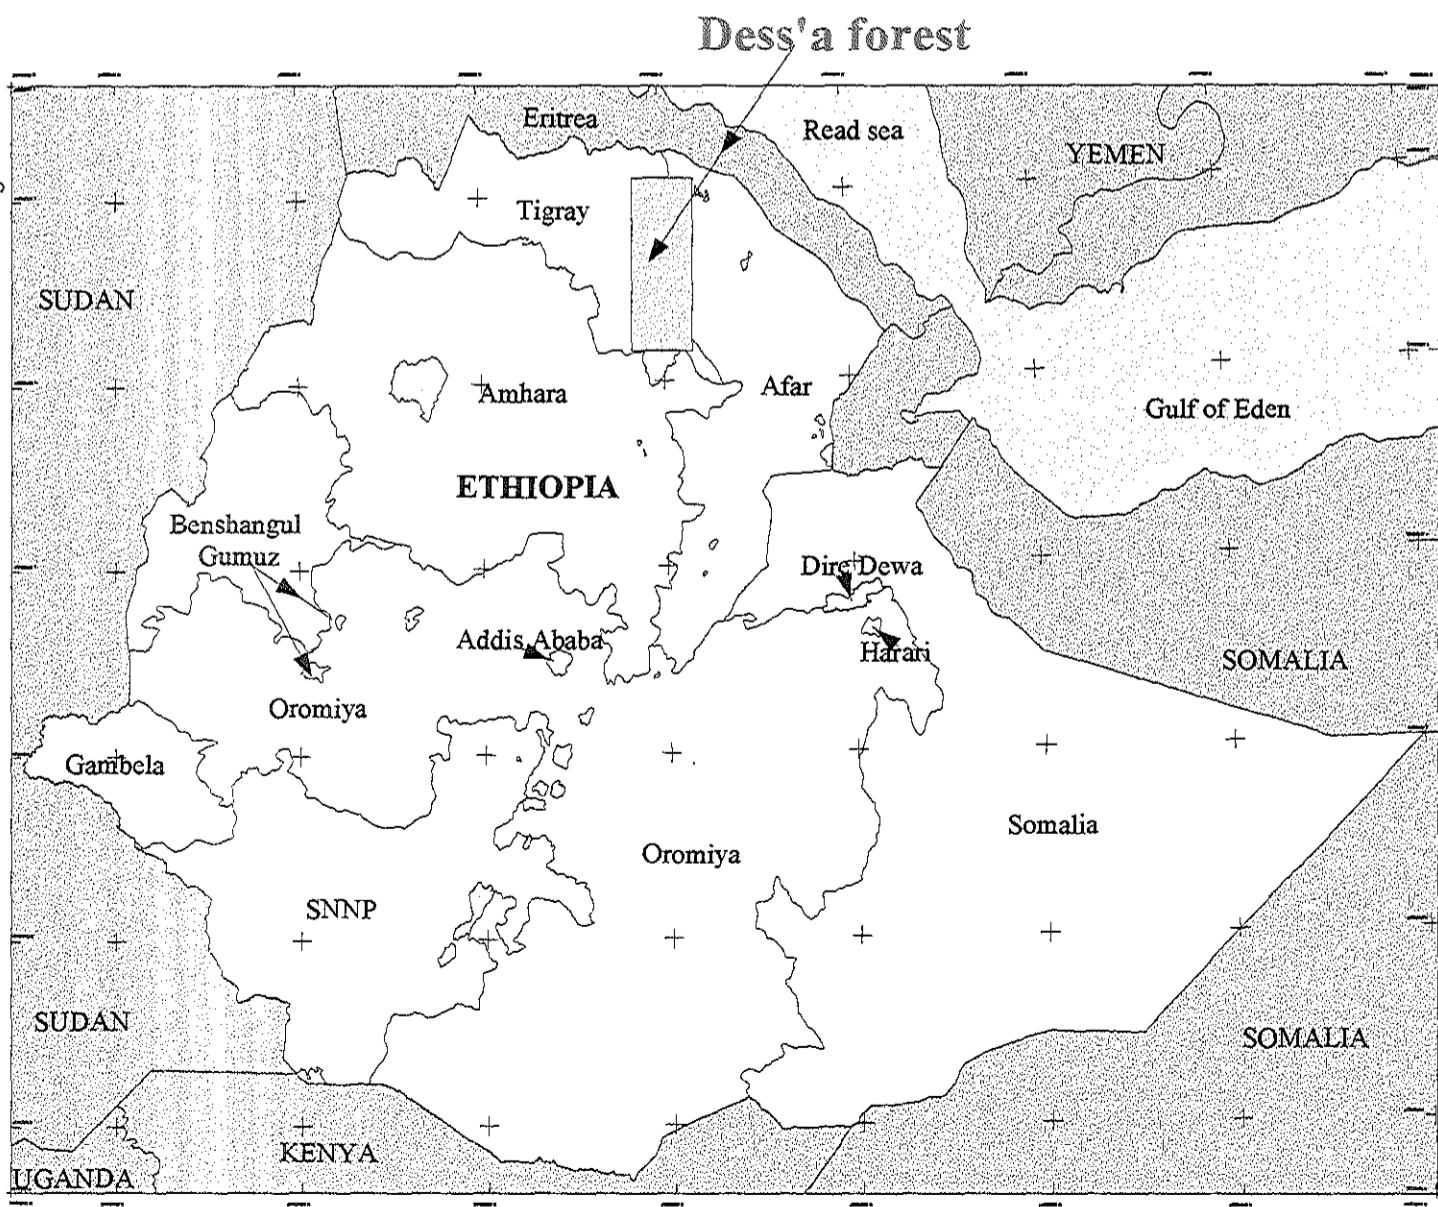 Dess'a forest
Eritrea
Read sea
YEMEN
Tigray
SUDAN
Amhara
Afar
Gulf of Eden
ETHIOPIA
Benshangul
Gumuz
Dire Dewa
Addis Ababa
Harari
SOMALIA
Oromiya
Gambela
Somalia
Oromiya
SNNP
SUDAN
SOMALIA
KENYA
UGANDA